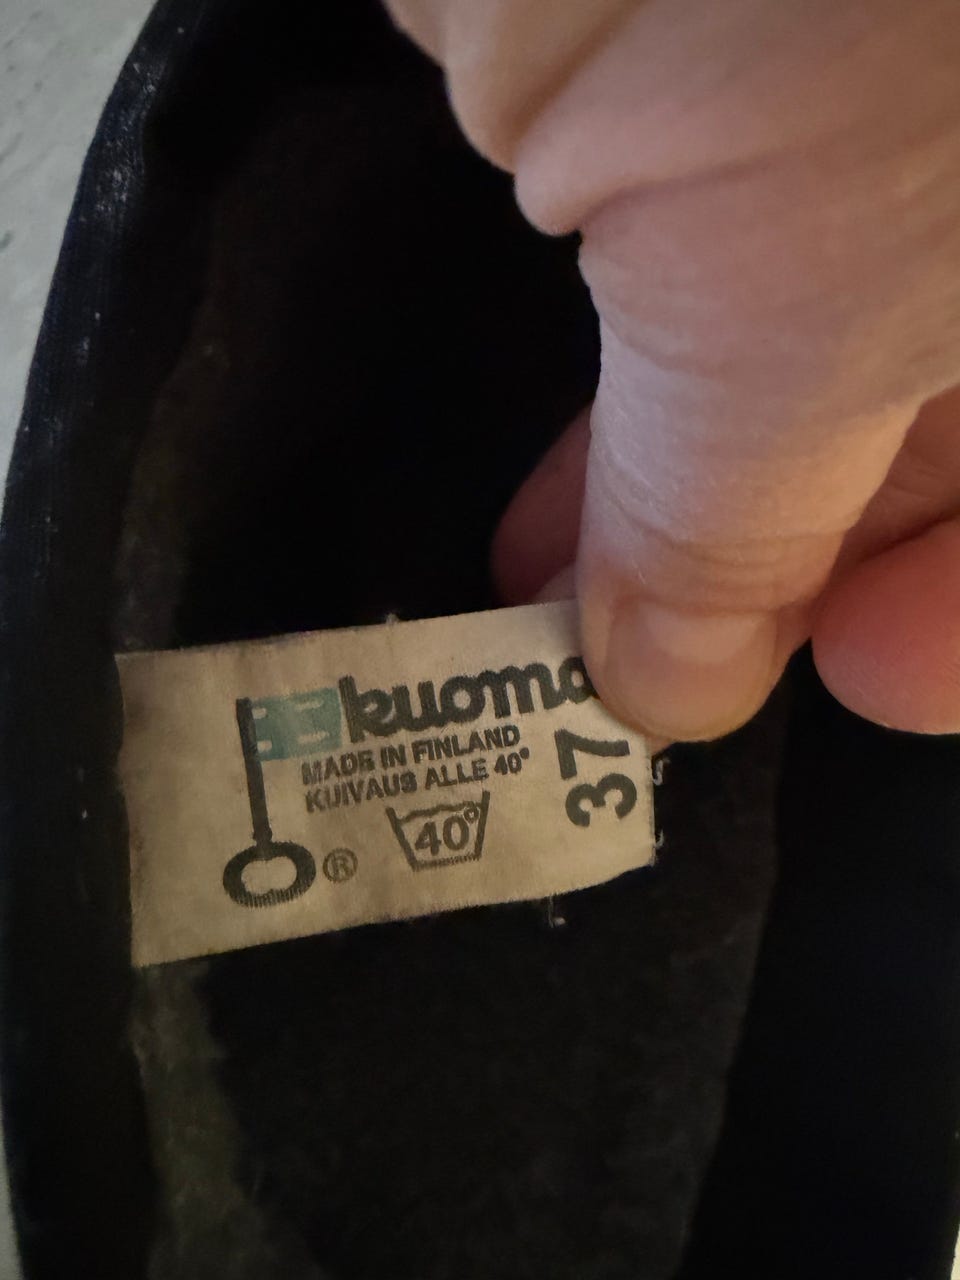 kuoma
MADE IN FINLAND
KUIVAUS ALLE 40°
40°
®
37